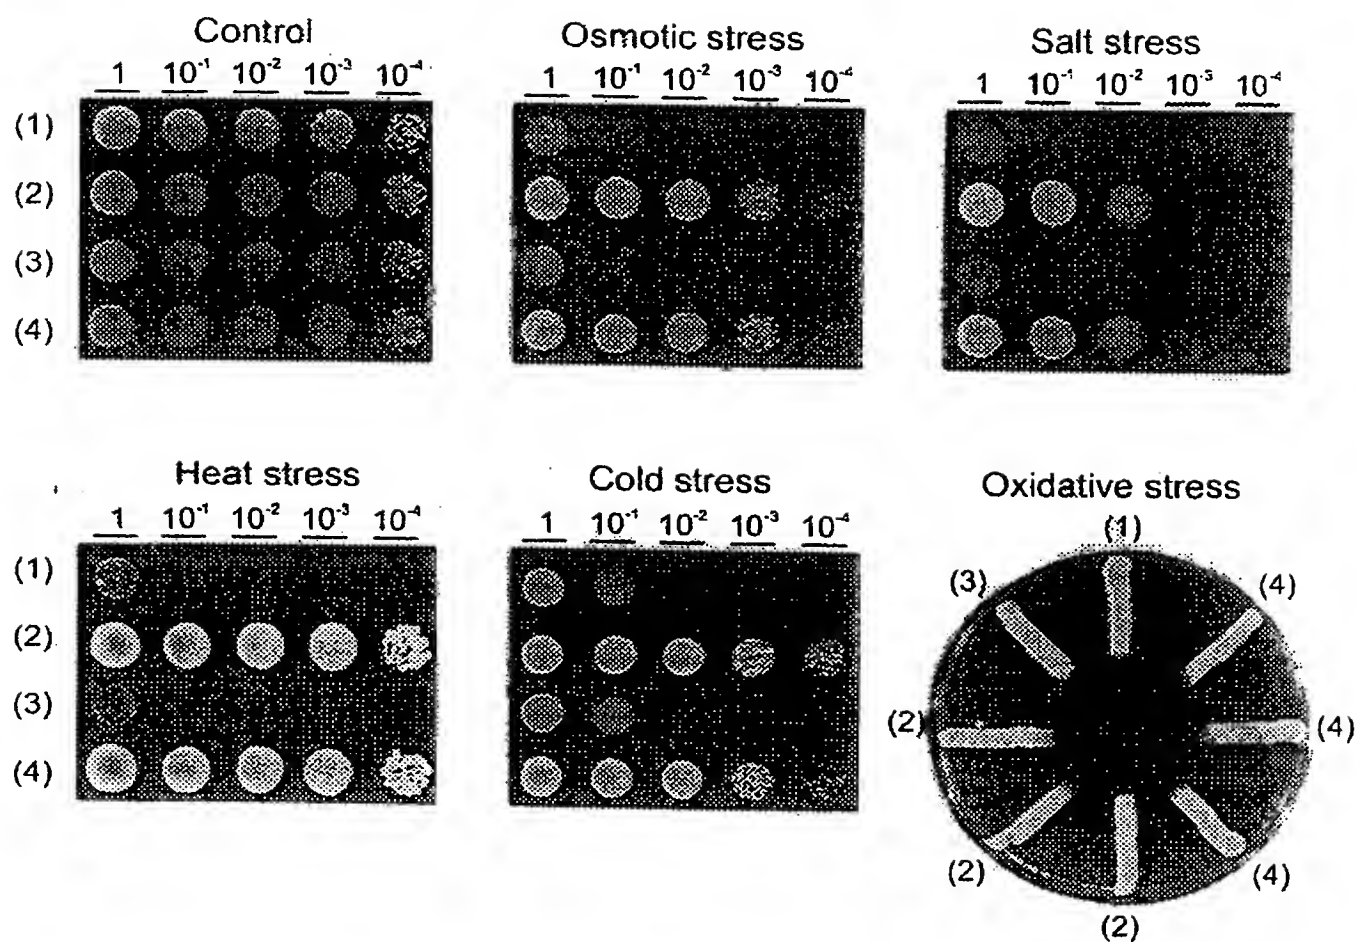 Control
1 10⁻¹ 10⁻² 10⁻³ 10⁻⁴
(1)
(2)
(3)
(4)
Osmotic stress
1 10⁻¹ 10⁻² 10⁻³ 10⁻⁴
Salt stress
1 10⁻¹ 10⁻² 10⁻³ 10⁻⁴
Heat stress
1 10⁻¹ 10⁻² 10⁻³ 10⁻⁴
(1)
(2)
(3)
(4)
Cold stress
1 10⁻¹ 10⁻² 10⁻³ 10⁻⁴
Oxidative stress
(1)
(3) (4)
(2) (4)
(2) (4)
(2)